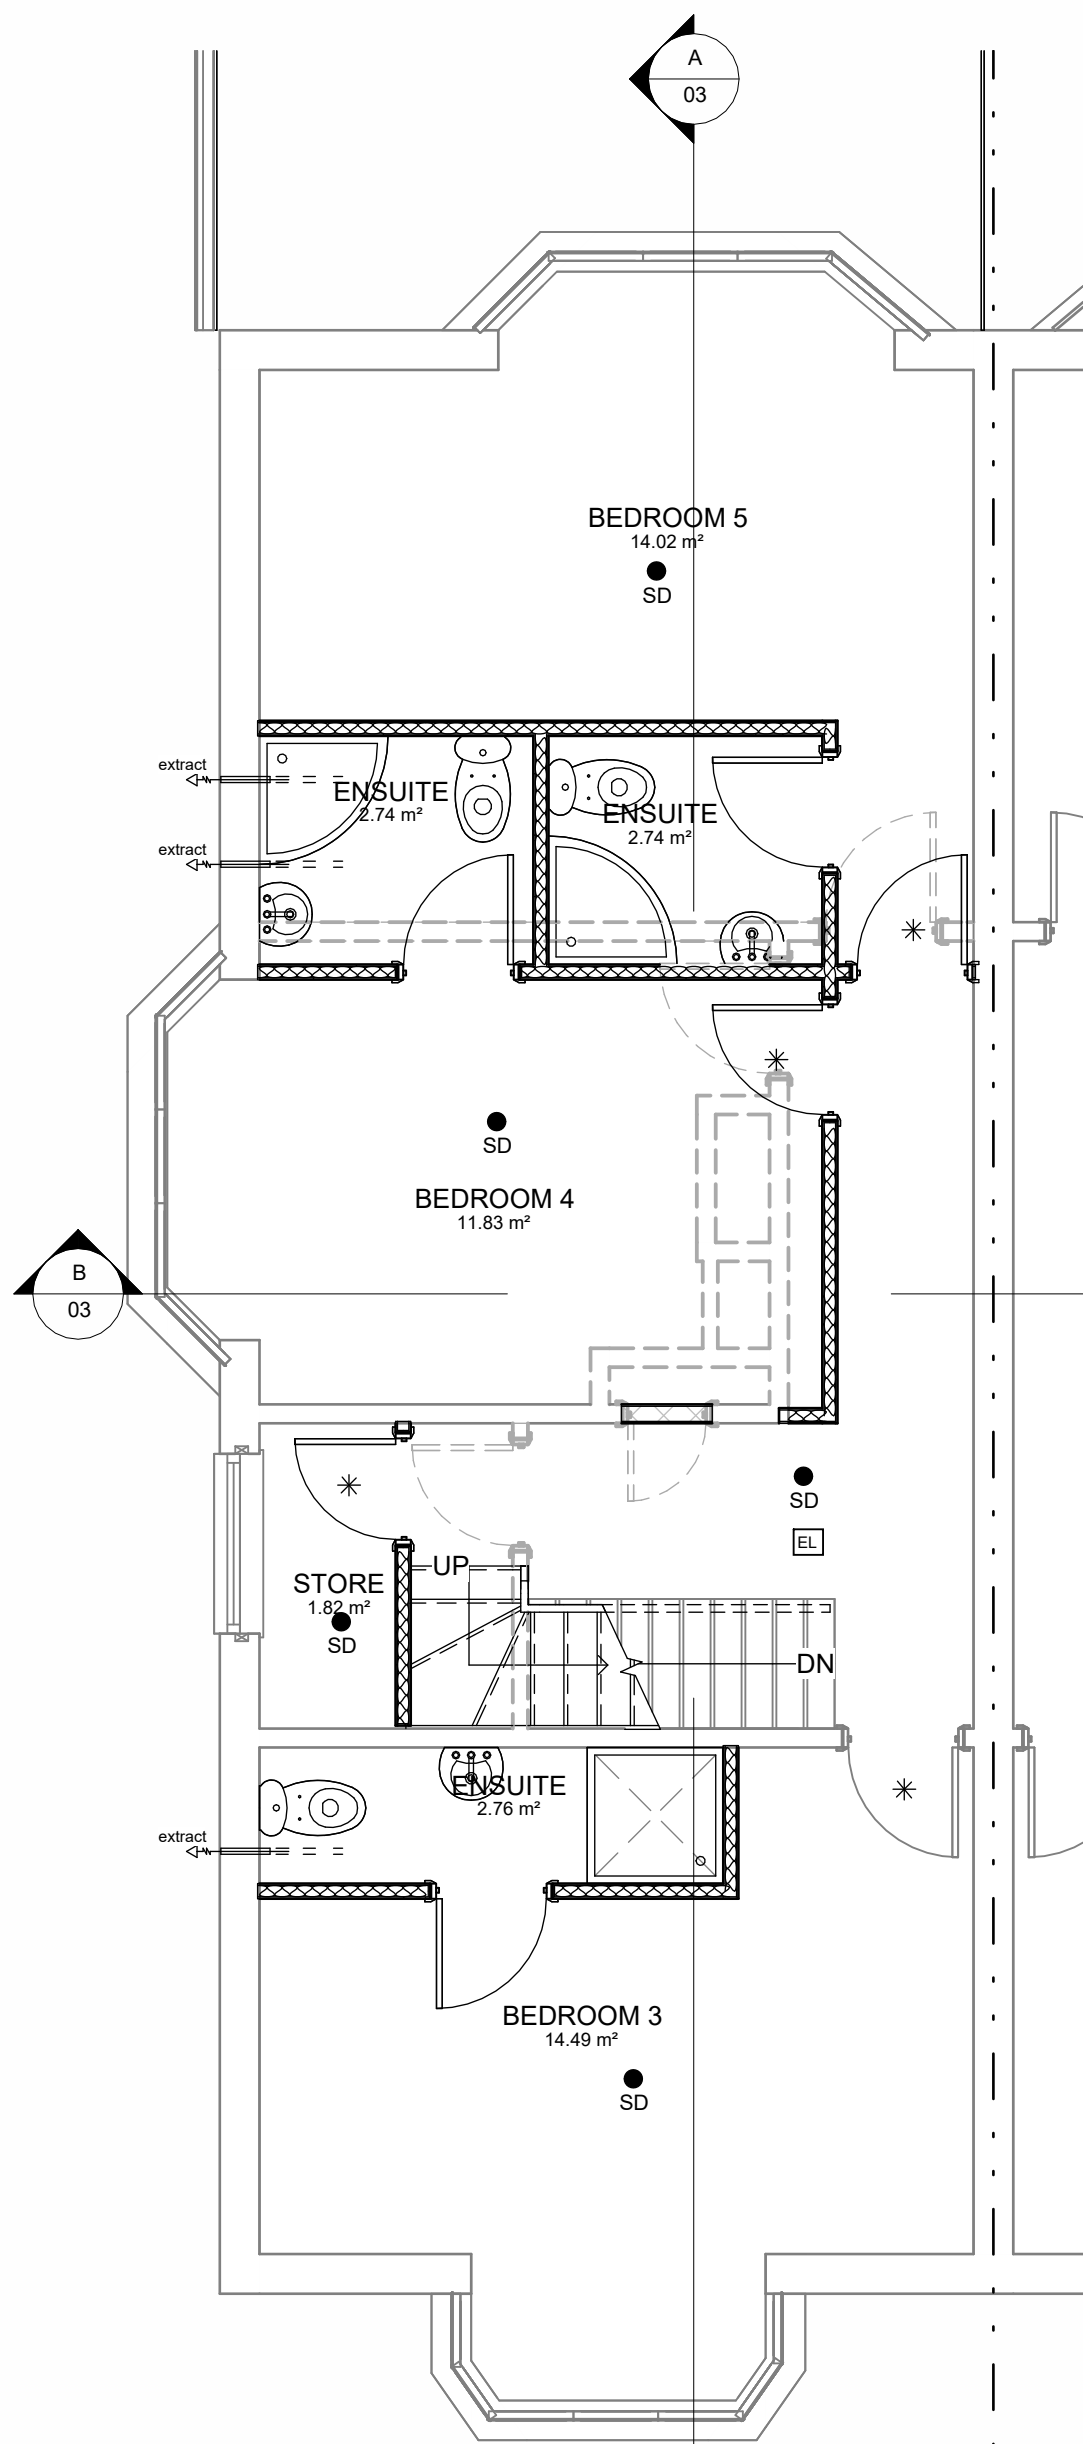 A
03
BEDROOM 5
14.02 m²
SD
extract
ENSUITE
2.74 m²
ENSUITE
2.74 m²
extract
SD
BEDROOM 4
11.83 m²
B
03
SD
EL
UP
STORE
1.82 m²
SD
DN
ENSUITE
2.76 m²
extract
BEDROOM 3
14.49 m²
SD